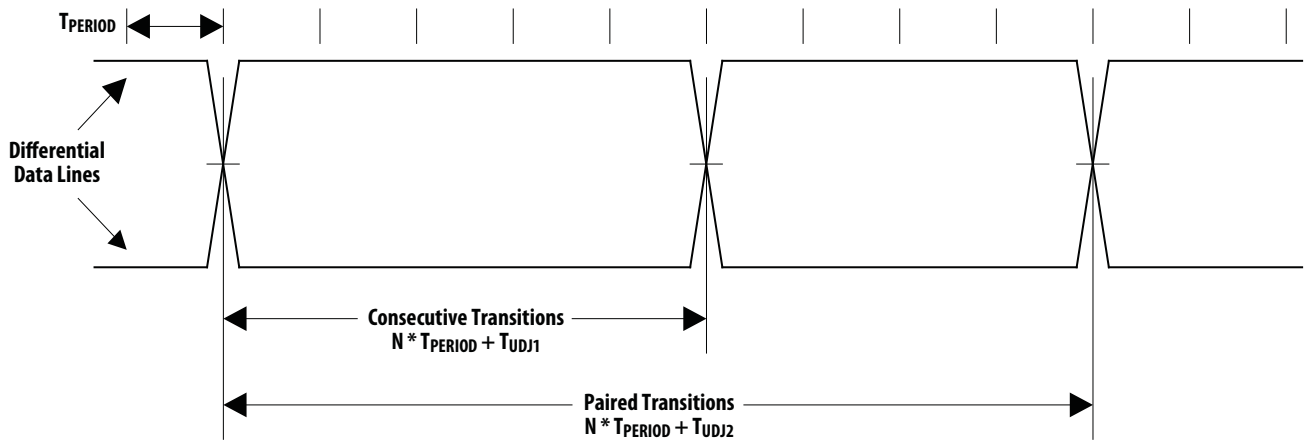 TPERIOD
Differential
Data Lines
Consecutive Transitions
N * TPERIOD + TUDJ1
Paired Transitions
N * TPERIOD + TUDJ2